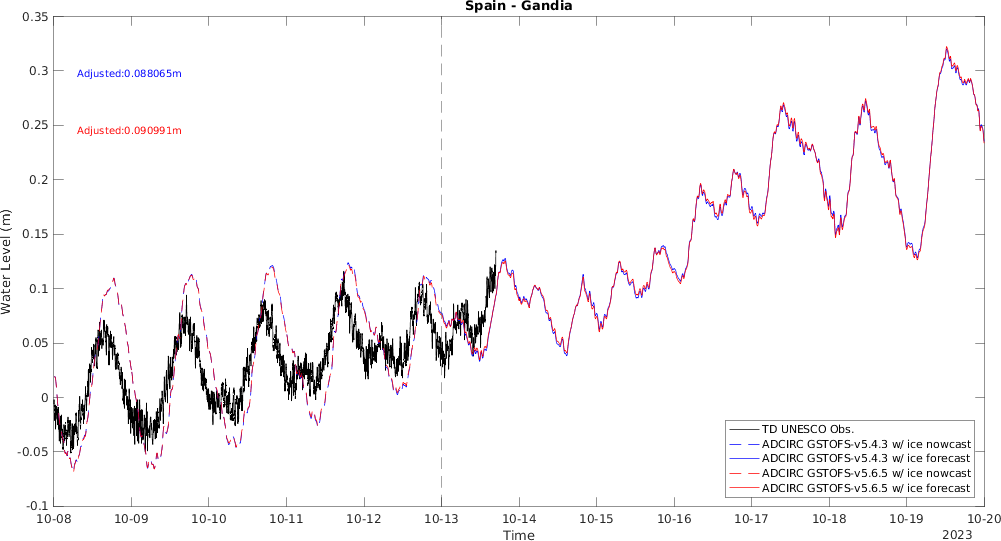 Spain - Gandia
0.35
0.3
0.25
0.2
0.15
0.1
0.05
0
-0.05
-0.1
Water Level (m)
Adjusted:0.088065m
Adjusted:0.090991m
TD UNESCO Obs.
ADCIRC GSTOFS-v5.4.3 w/ ice nowcast
ADCIRC GSTOFS-v5.4.3 w/ ice forecast
ADCIRC GSTOFS-v5.6.5 w/ ice nowcast
ADCIRC GSTOFS-v5.6.5 w/ ice forecast
10-08 10-09 10-10 10-11 10-12 10-13 10-14 10-15 10-16 10-17 10-18 10-19 10-20
Time
2023